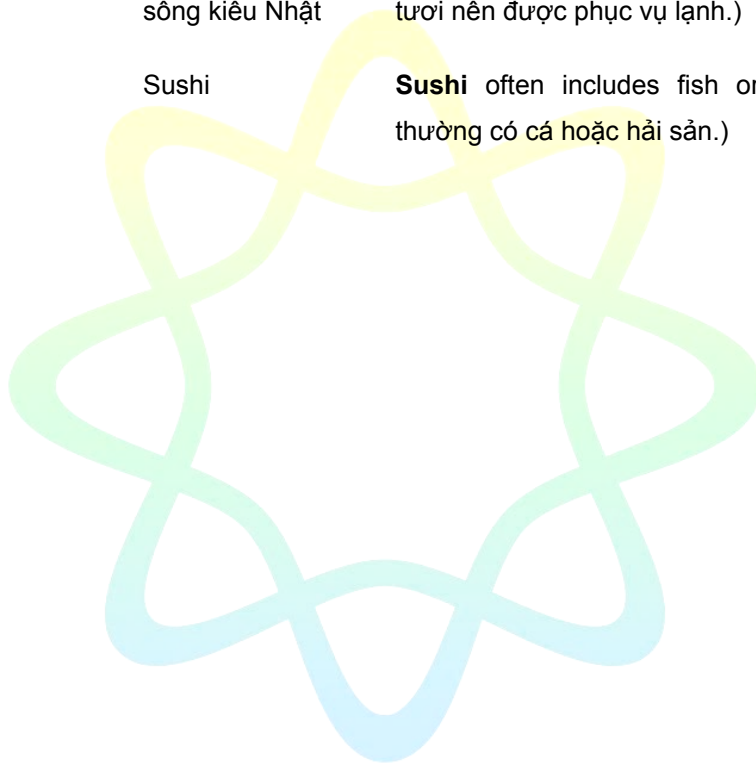 sống kiểu Nhật tươi nên được phục vụ lạnh.)
Sushi Sushi often includes fish or
thường có cá hoặc hải sản.)